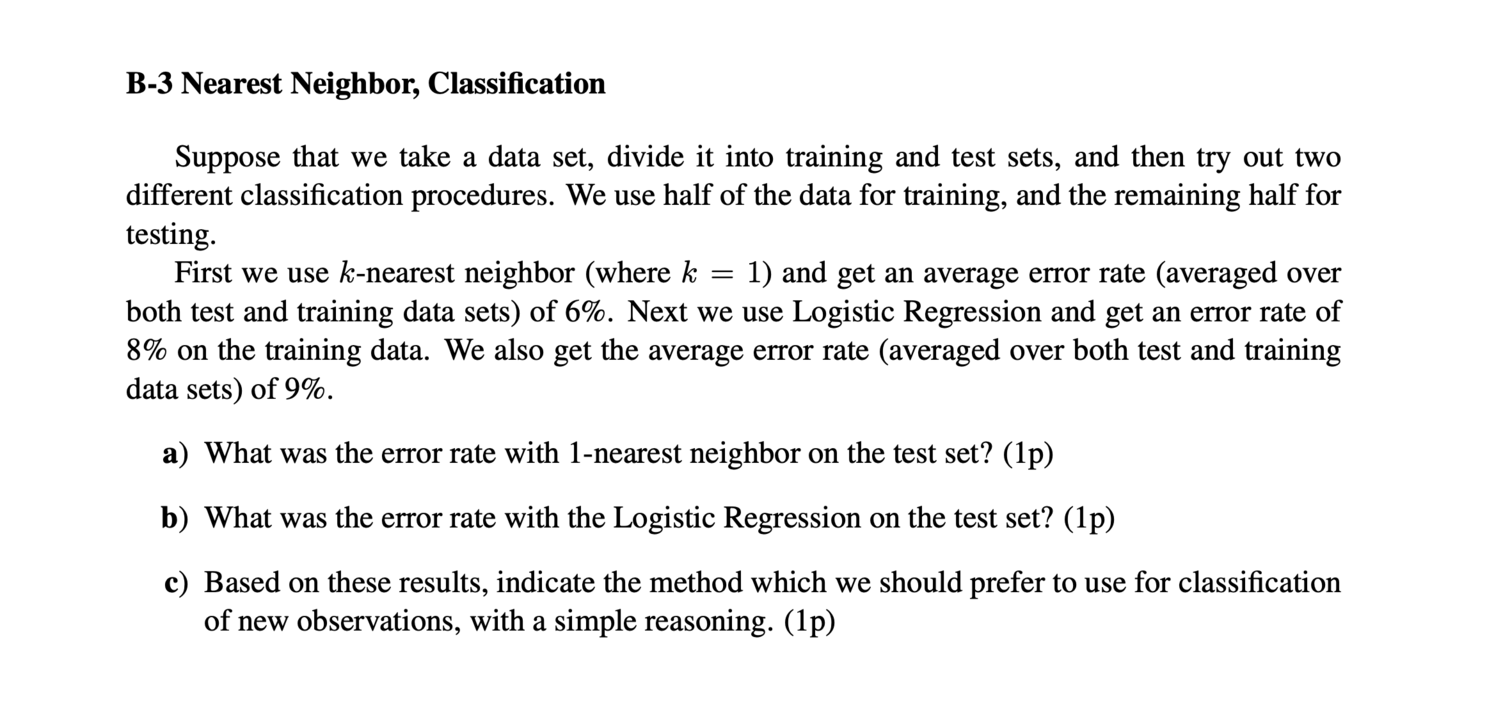 B-3 Nearest Neighbor, Classification
Suppose that we take a data set, divide it into training and test sets, and then try out two
different classification procedures. We use half of the data for training, and the remaining half for
testing.
First we use k-nearest neighbor (where k = 1) and get an average error rate (averaged over
both test and training data sets) of 6%. Next we use Logistic Regression and get an error rate of
8% on the training data. We also get the average error rate (averaged over both test and training
data sets) of 9%.
a) What was the error rate with 1-nearest neighbor on the test set? (1p)
b) What was the error rate with the Logistic Regression on the test set? (1p)
c) Based on these results, indicate the method which we should prefer to use for classification
of new observations, with a simple reasoning. (1p)